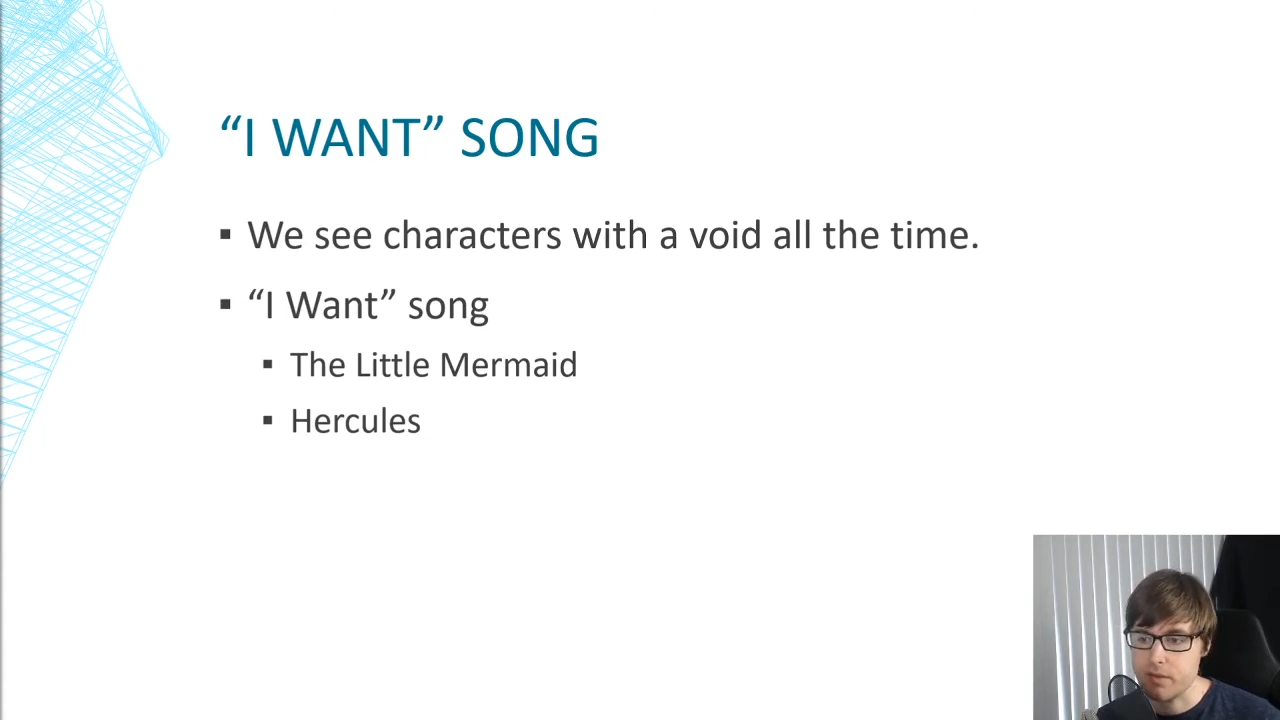 “I WANT” SONG
▪ We see characters with a void all the time.
▪ “I Want” song
▪ The Little Mermaid
▪ Hercules